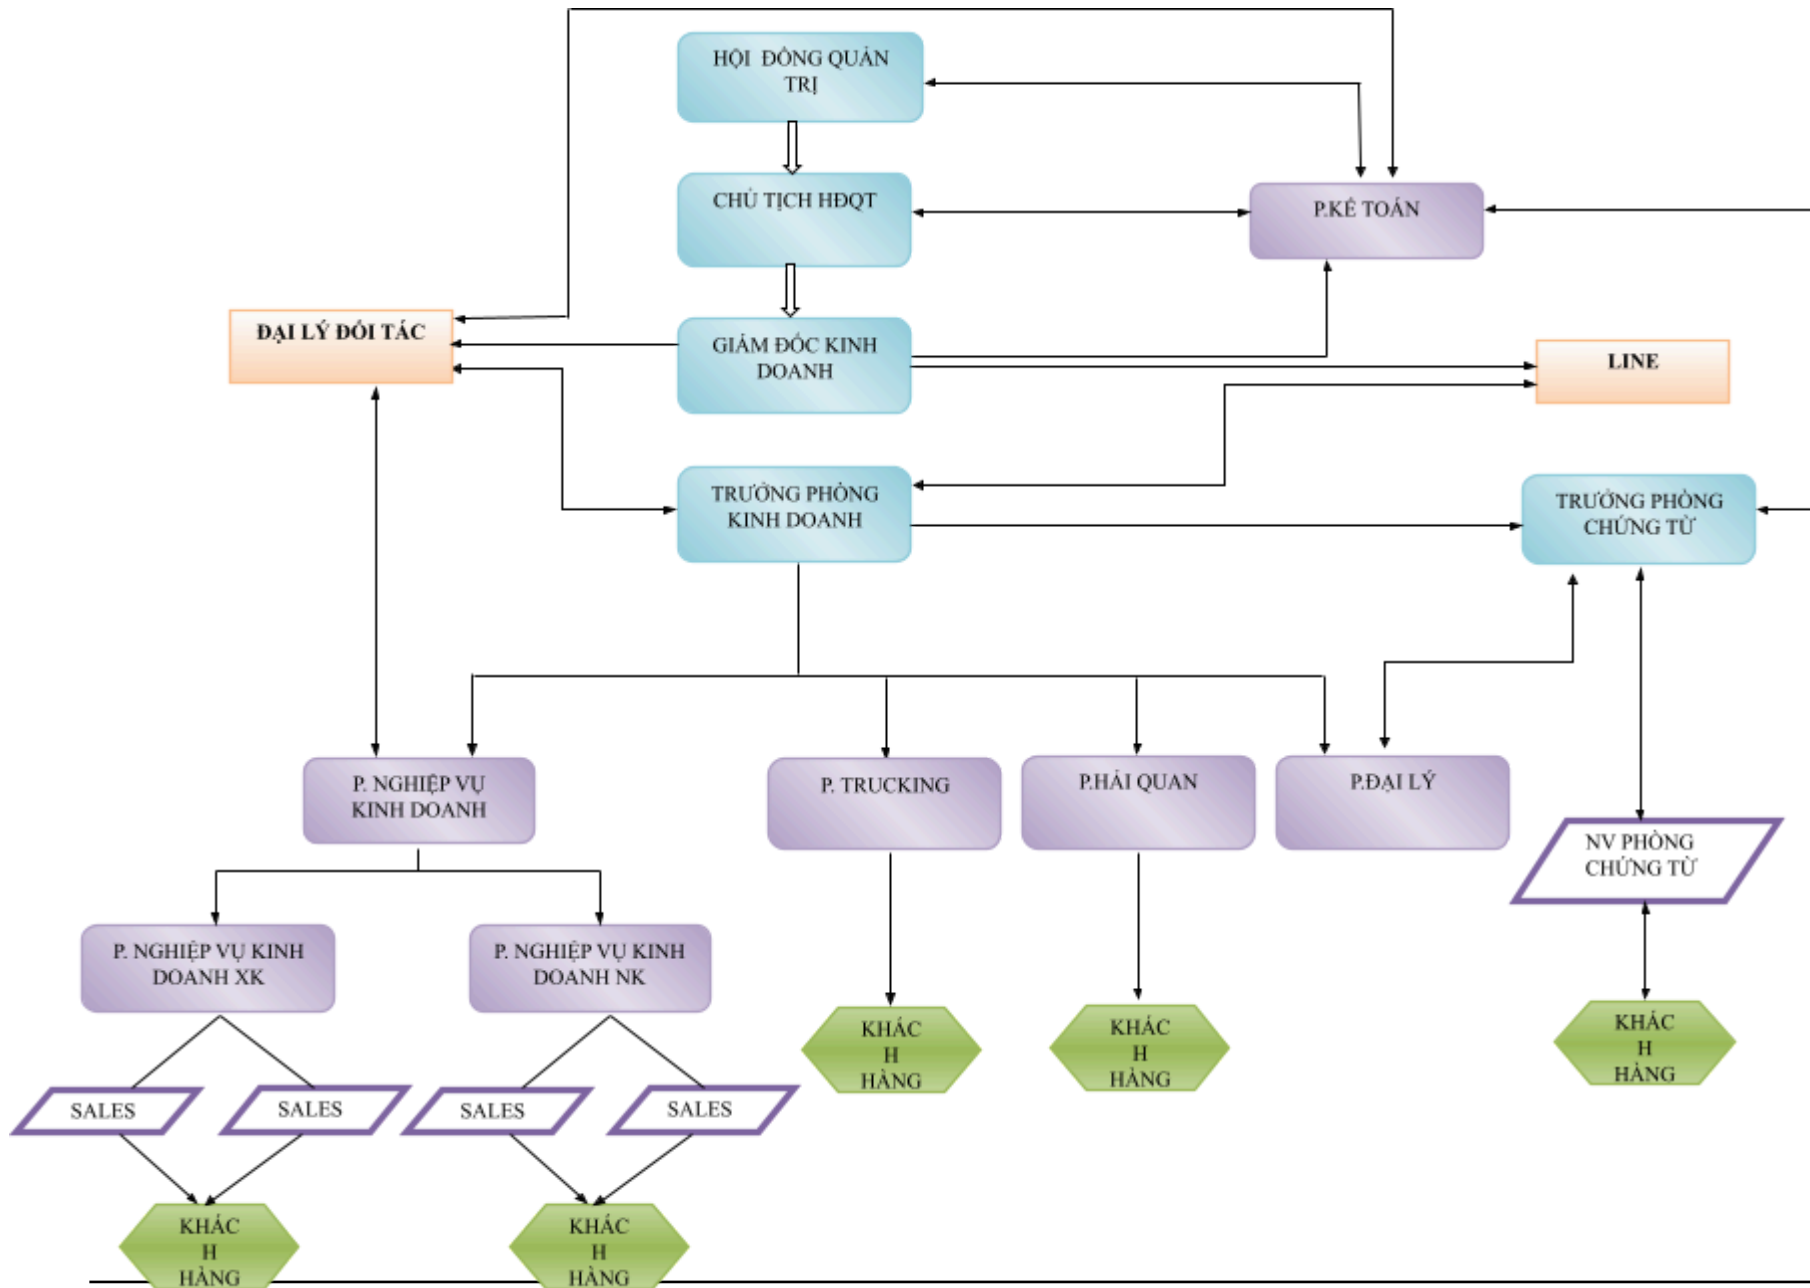 HỘI ĐỒNG QUẢN
TRỊ
CHỦ TỊCH HĐQT
P.KẾ TOÁN
ĐẠI LÝ ĐỐI TÁC
GIÁM ĐỐC KINH
DOANH
LINE
TRƯỞNG PHÒNG
KINH DOANH
TRƯỞNG PHÒNG
CHỨNG TỪ
P. NGHIỆP VỤ
KINH DOANH
P. TRUCKING
P.HẢI QUAN
P.ĐẠI LÝ
NV PHÒNG
CHỨNG TỪ
P. NGHIỆP VỤ KINH
DOANH XK
P. NGHIỆP VỤ KINH
DOANH NK
KHÁC
H
HÀNG
KHÁC
H
HÀNG
KHÁC
H
HÀNG
SALES
SALES
SALES
SALES
KHÁC
H
HÀNG
KHÁC
H
HÀNG